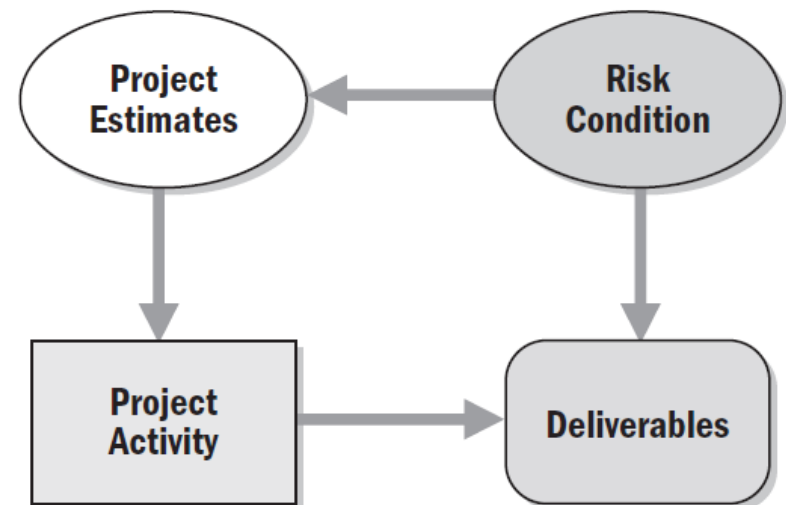 Project
Estimates
Risk
Condition
Project
Activity
Deliverables